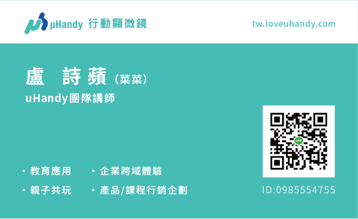 μHandy 行動顯微鏡
tw.loveuhandy.com
盧 詩蘋（菜菜）
uHandy團隊講師
・教育應用 ・企業跨域體驗
・親子共玩 ・產品/課程行銷企劃
ID:0985554755